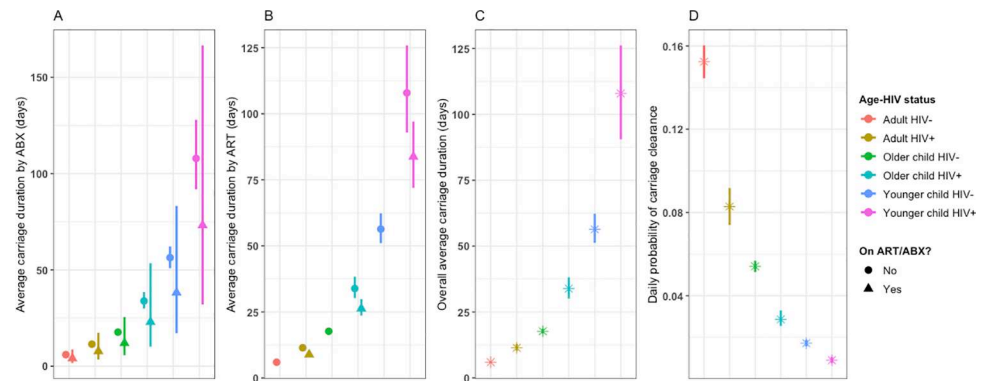 A
B
C
D
Average carriage duration by ABX (days)
150
100
50
0
Average carriage duration by ART (days)
125
100
75
50
25
0
Overall average carriage duration (days)
125
100
75
50
25
0
Daily probability of carriage clearance
0.16
0.12
0.08
0.04
Age-HIV status
Adult HIV-
Adult HIV+
Older child HIV-
Older child HIV+
Younger child HIV-
Younger child HIV+
On ART/ABX?
No
Yes